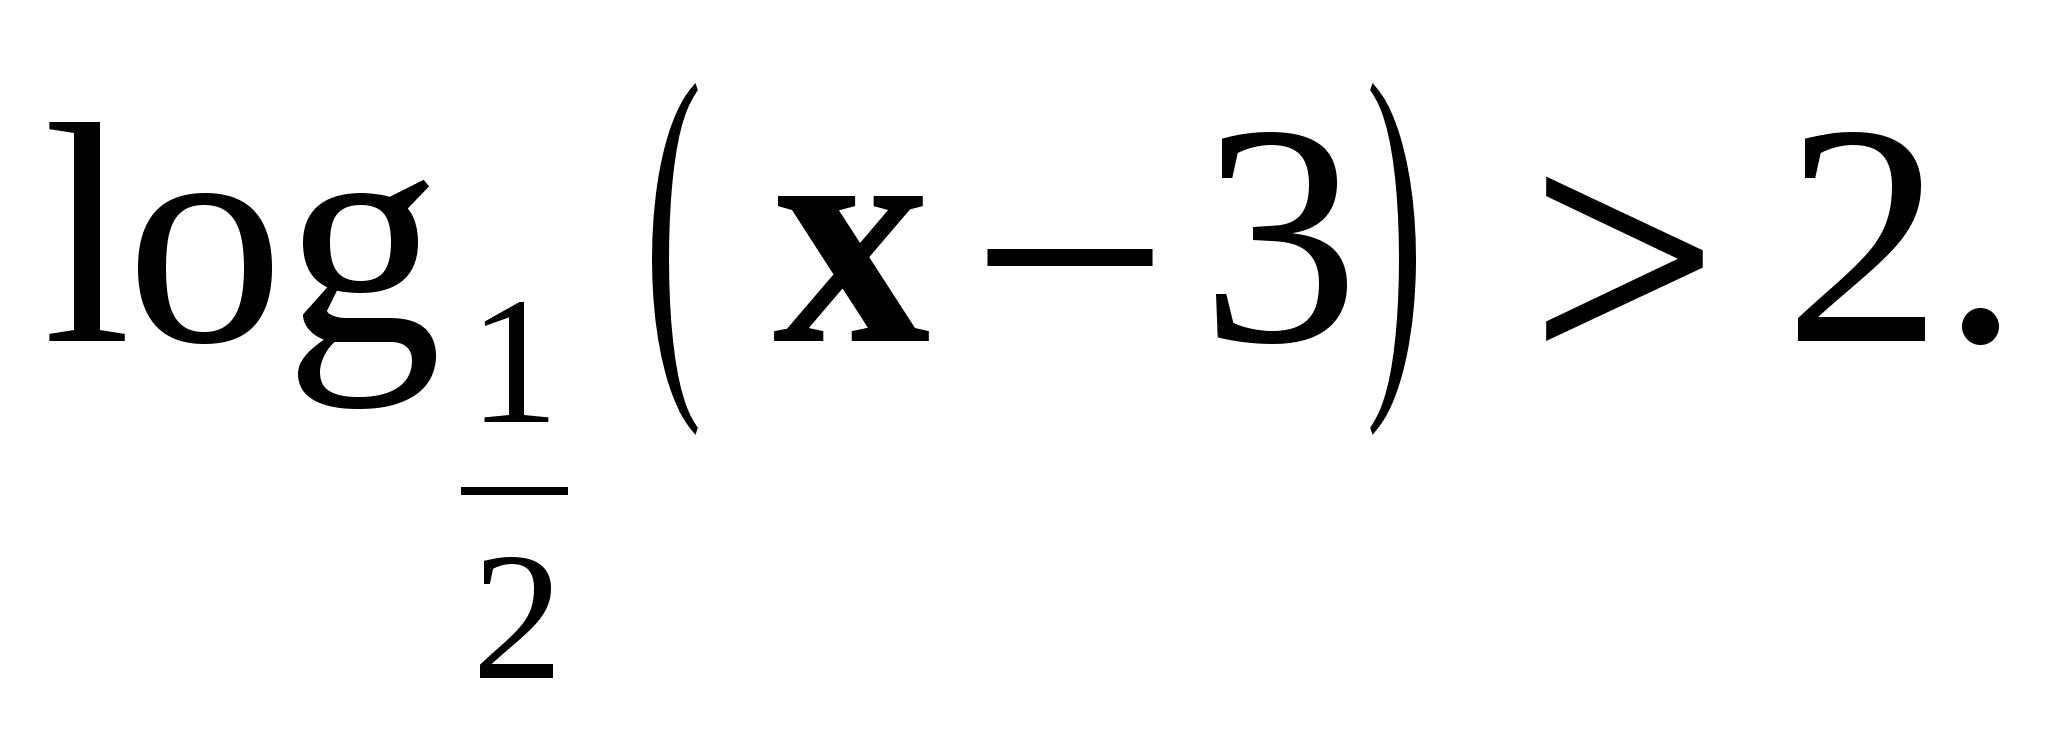 log_{1/2} (x − 3) > 2.